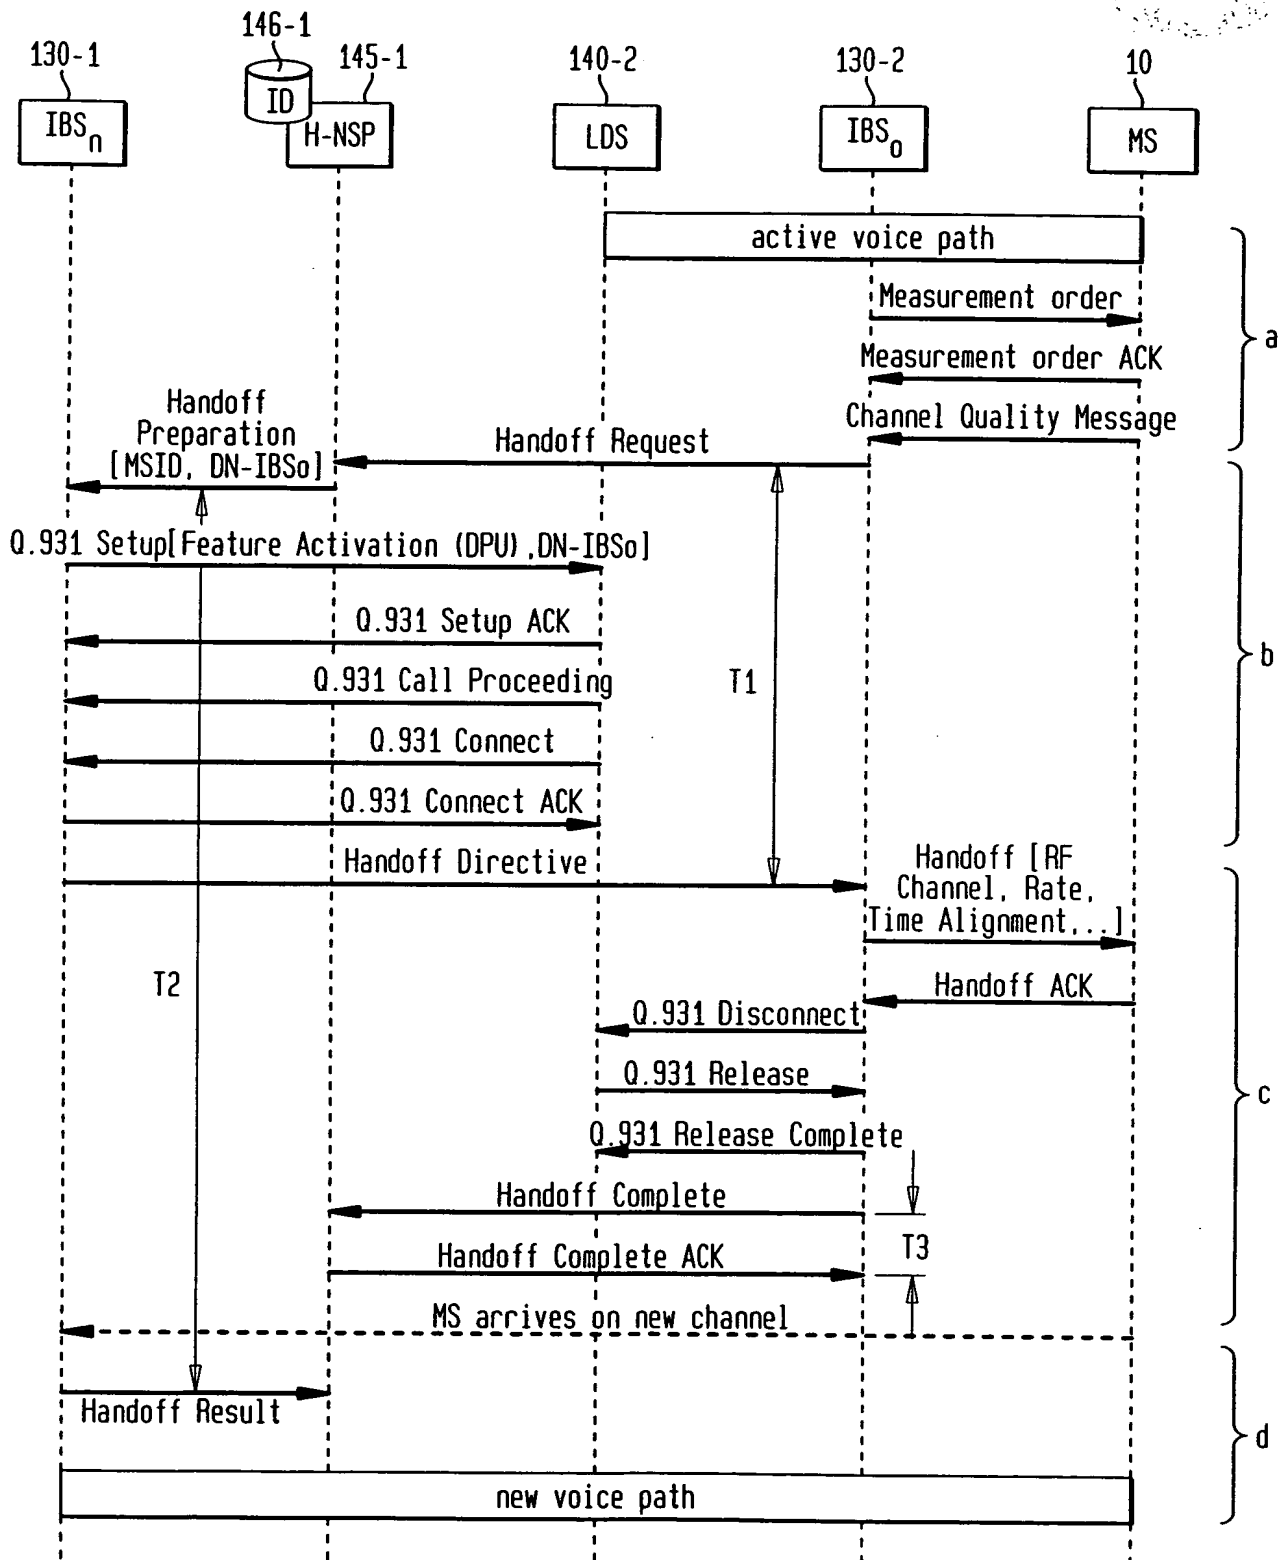 146-1
130-1
145-1
140-2
130-2
10
IBSn
ID
H-NSP
LDS
IBSo
MS
active voice path
Measurement order
a
Measurement order ACK
Handoff
Preparation
[MSID, DN-IBSo]
Channel Quality Message
Handoff Request
Q.931 Setup[Feature Activation (DPU),DN-IBSo]
Q.931 Setup ACK
b
Q.931 Call Proceeding
T1
Q.931 Connect
Q.931 Connect ACK
Handoff Directive
Handoff [RF
Channel, Rate,
Time Alignment,...]
T2
Handoff ACK
Q.931 Disconnect
Q.931 Release
c
Q.931 Release Complete
Handoff Complete
T3
Handoff Complete ACK
MS arrives on new channel
Handoff Result
d
new voice path